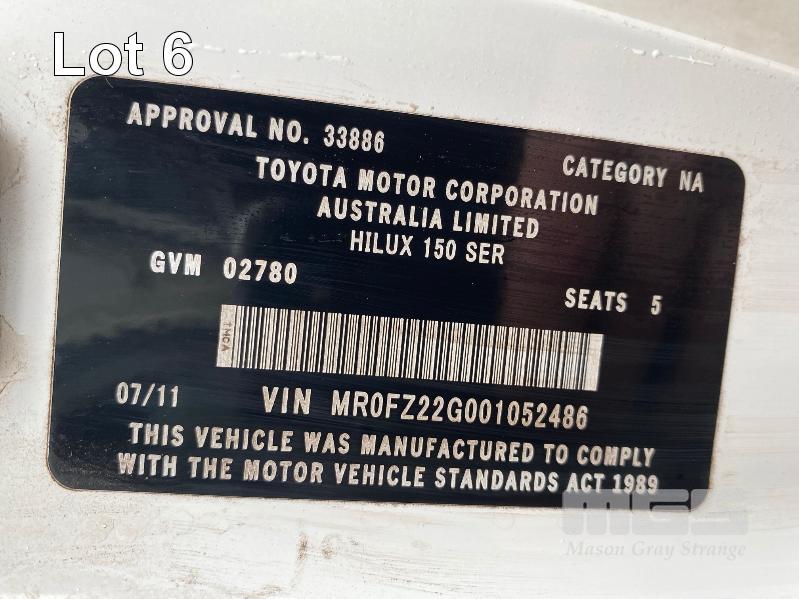 Lot 6
APPROVAL NO. 33886
CATEGORY NA
TOYOTA MOTOR CORPORATION
AUSTRALIA LIMITED
HILUX 150 SER
GVM 02780
SEATS 5
1MCA
07/11 VIN MR0FZ22G001052486
THIS VEHICLE WAS MANUFACTURED TO COMPLY
WITH THE MOTOR VEHICLE STANDARDS ACT 1989
MGS
Mason Gray Strange